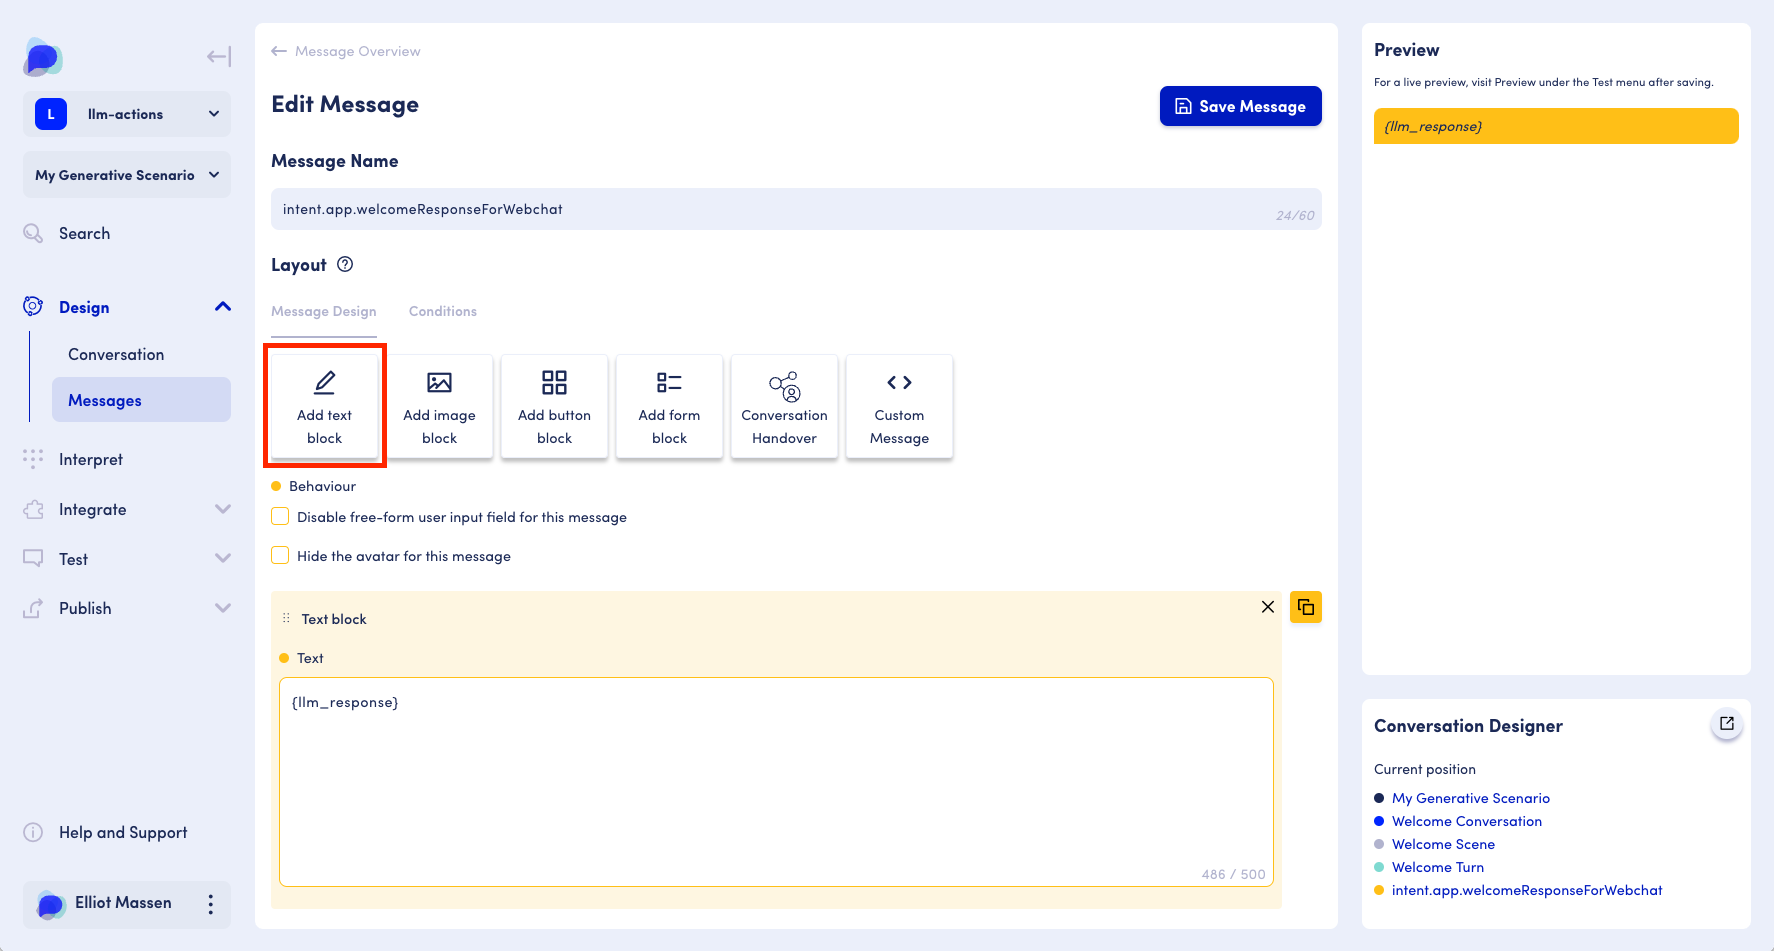 L
llm-actions
My Generative Scenario
Search
Design
Conversation
Messages
Interpret
Integrate
Test
Publish
Help and Support
Elliot Massen
Message Overview
Edit Message
Save Message
Message Name
intent.app.welcomeResponseForWebchat
24/60
Layout
Message Design
Conditions
Add text
block
Add image
block
Add button
block
Add form
block
Conversation
Handover
Custom
Message
Behaviour
Disable free-form user input field for this message
Hide the avatar for this message
Text block
Text
{llm_response}
486 / 500
Preview
For a live preview, visit Preview under the Test menu after saving.
{llm_response}
Conversation Designer
Current position
My Generative Scenario
Welcome Conversation
Welcome Scene
Welcome Turn
intent.app.welcomeResponseForWebchat